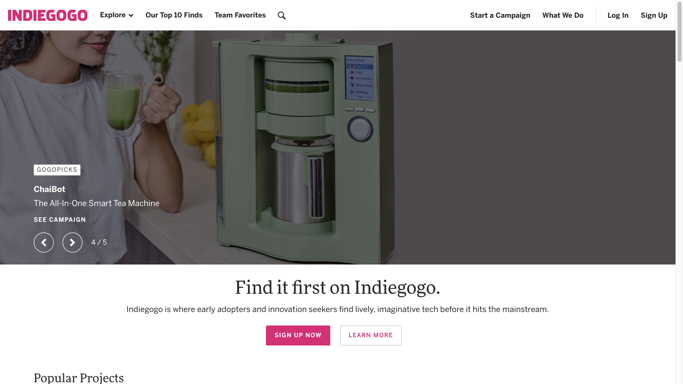 INDIEGOGO Explore Our Top 10 Finds Team Favorites Start a Campaign What We Do Log In Sign Up
GOGOPICKS
ChaiBot
The All-In-One Smart Tea Machine
SEE CAMPAIGN
4 / 5
Find it first on Indiegogo.
Indiegogo is where early adopters and innovation seekers find lively, imaginative tech before it hits the mainstream.
SIGN UP NOW LEARN MORE
Popular Projects